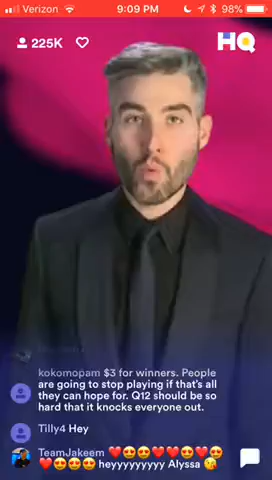 Verizon 9:09 PM 98%
225K HQ
kokomopam $3 for winners. People
are going to stop playing if that's all
they can hope for. Q12 should be so
hard that it knocks everyone out.
Tilly4 Hey
TeamJakeem ❤️😍😍❤️❤️😍❤️😍
❤️😍😍😍heyyyyyyyyy Alyssa 😘